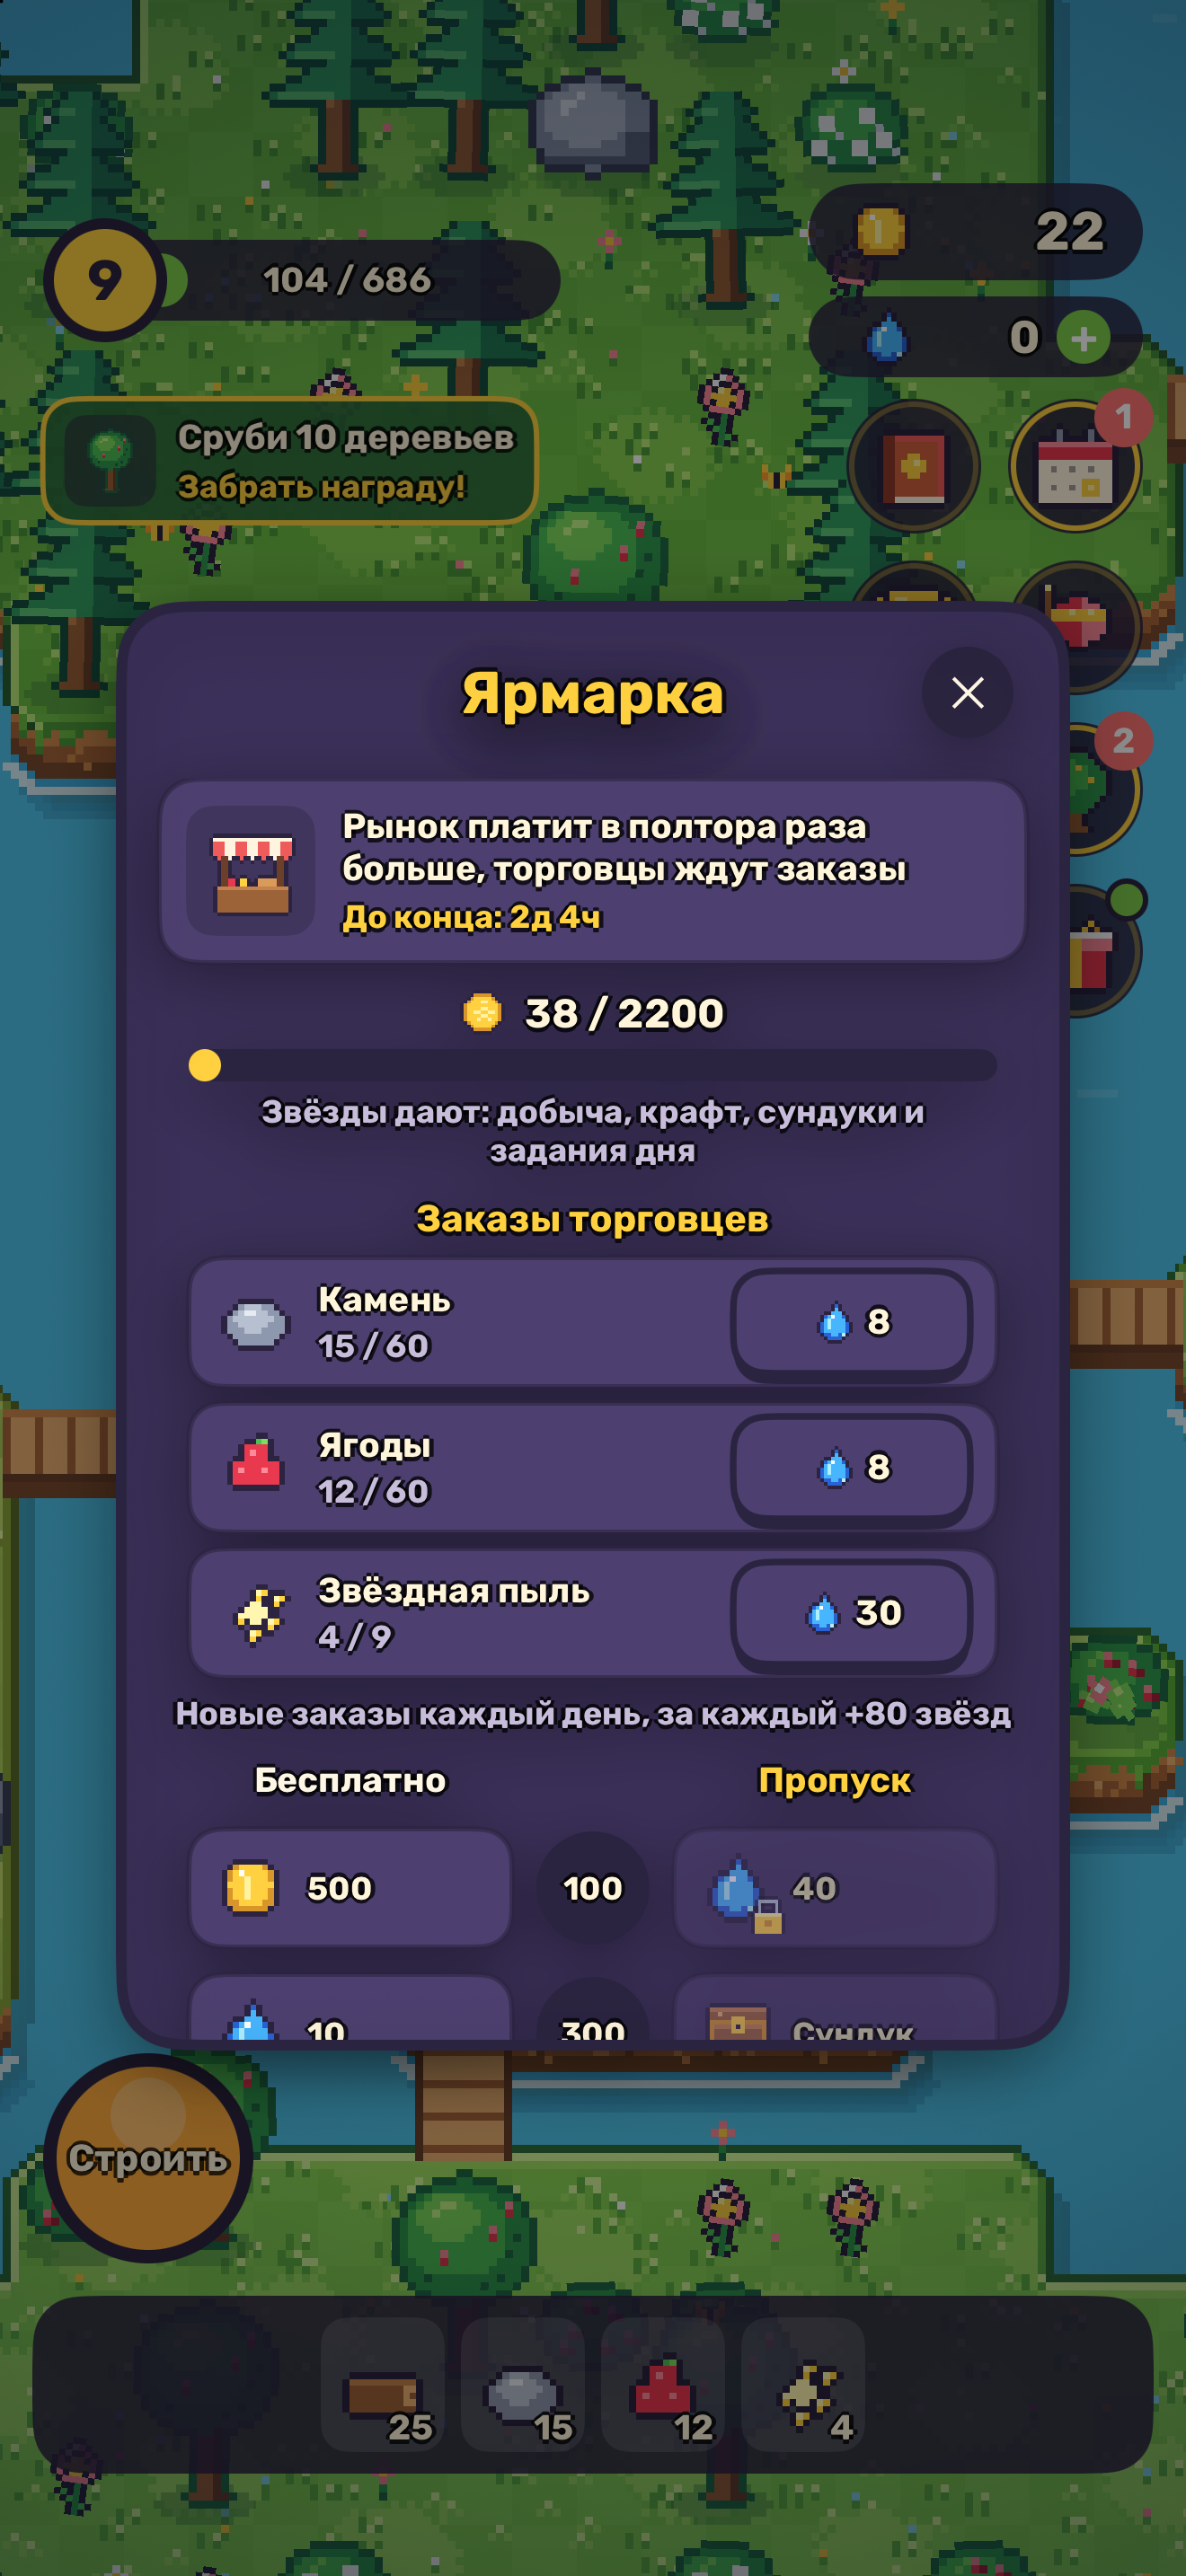 22
9
104 / 686
0 +
Сруби 10 деревьев
Забрать награду!
1
Ярмарка
2
Рынок платит в полтора раза
больше, торговцы ждут заказы
До конца: 2д 4ч
38 / 2200
Звёзды дают: добыча, крафт, сундуки и
задания дня
Заказы торговцев
Камень
15 / 60
8
Ягоды
12 / 60
8
Звёздная пыль
4 / 9
30
Новые заказы каждый день, за каждый +80 звёзд
Бесплатно
Пропуск
500
100
40
10
300
Сундук
Строить
25
15
12
4